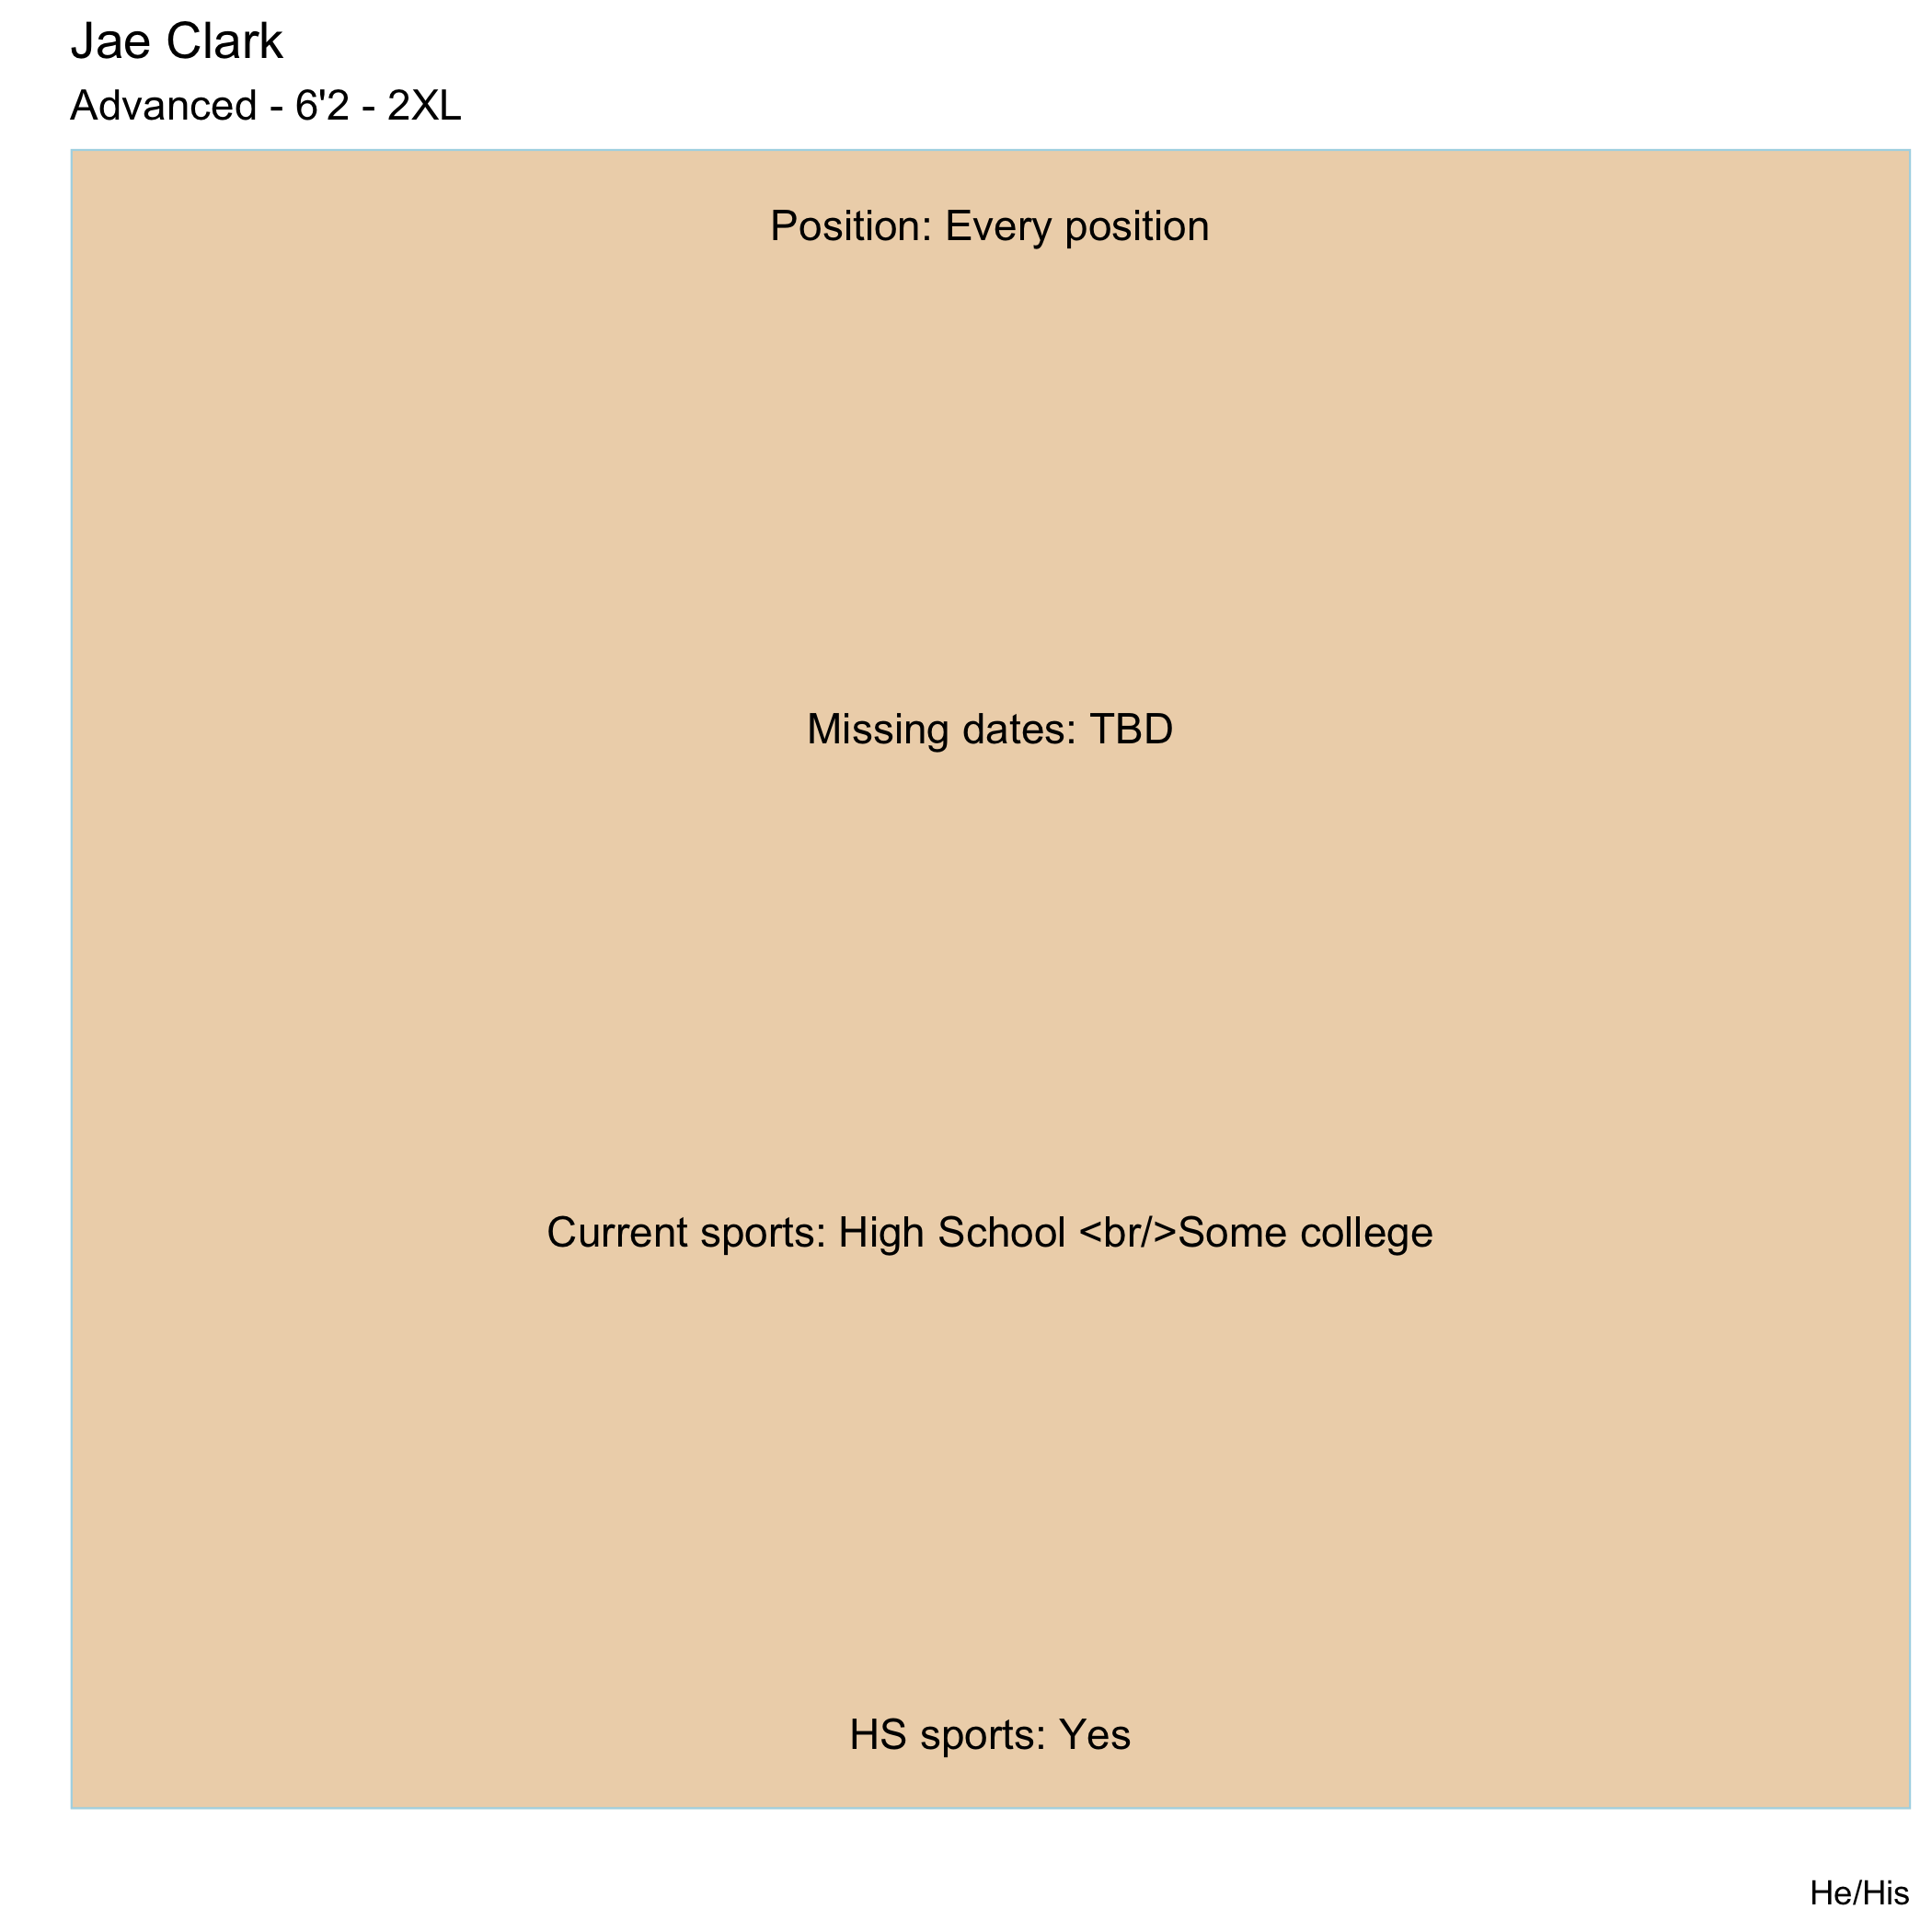 Jae Clark
Advanced - 6'2 - 2XL
Position: Every position
Missing dates: TBD
Current sports: High School <br/>Some college
HS sports: Yes
He/His